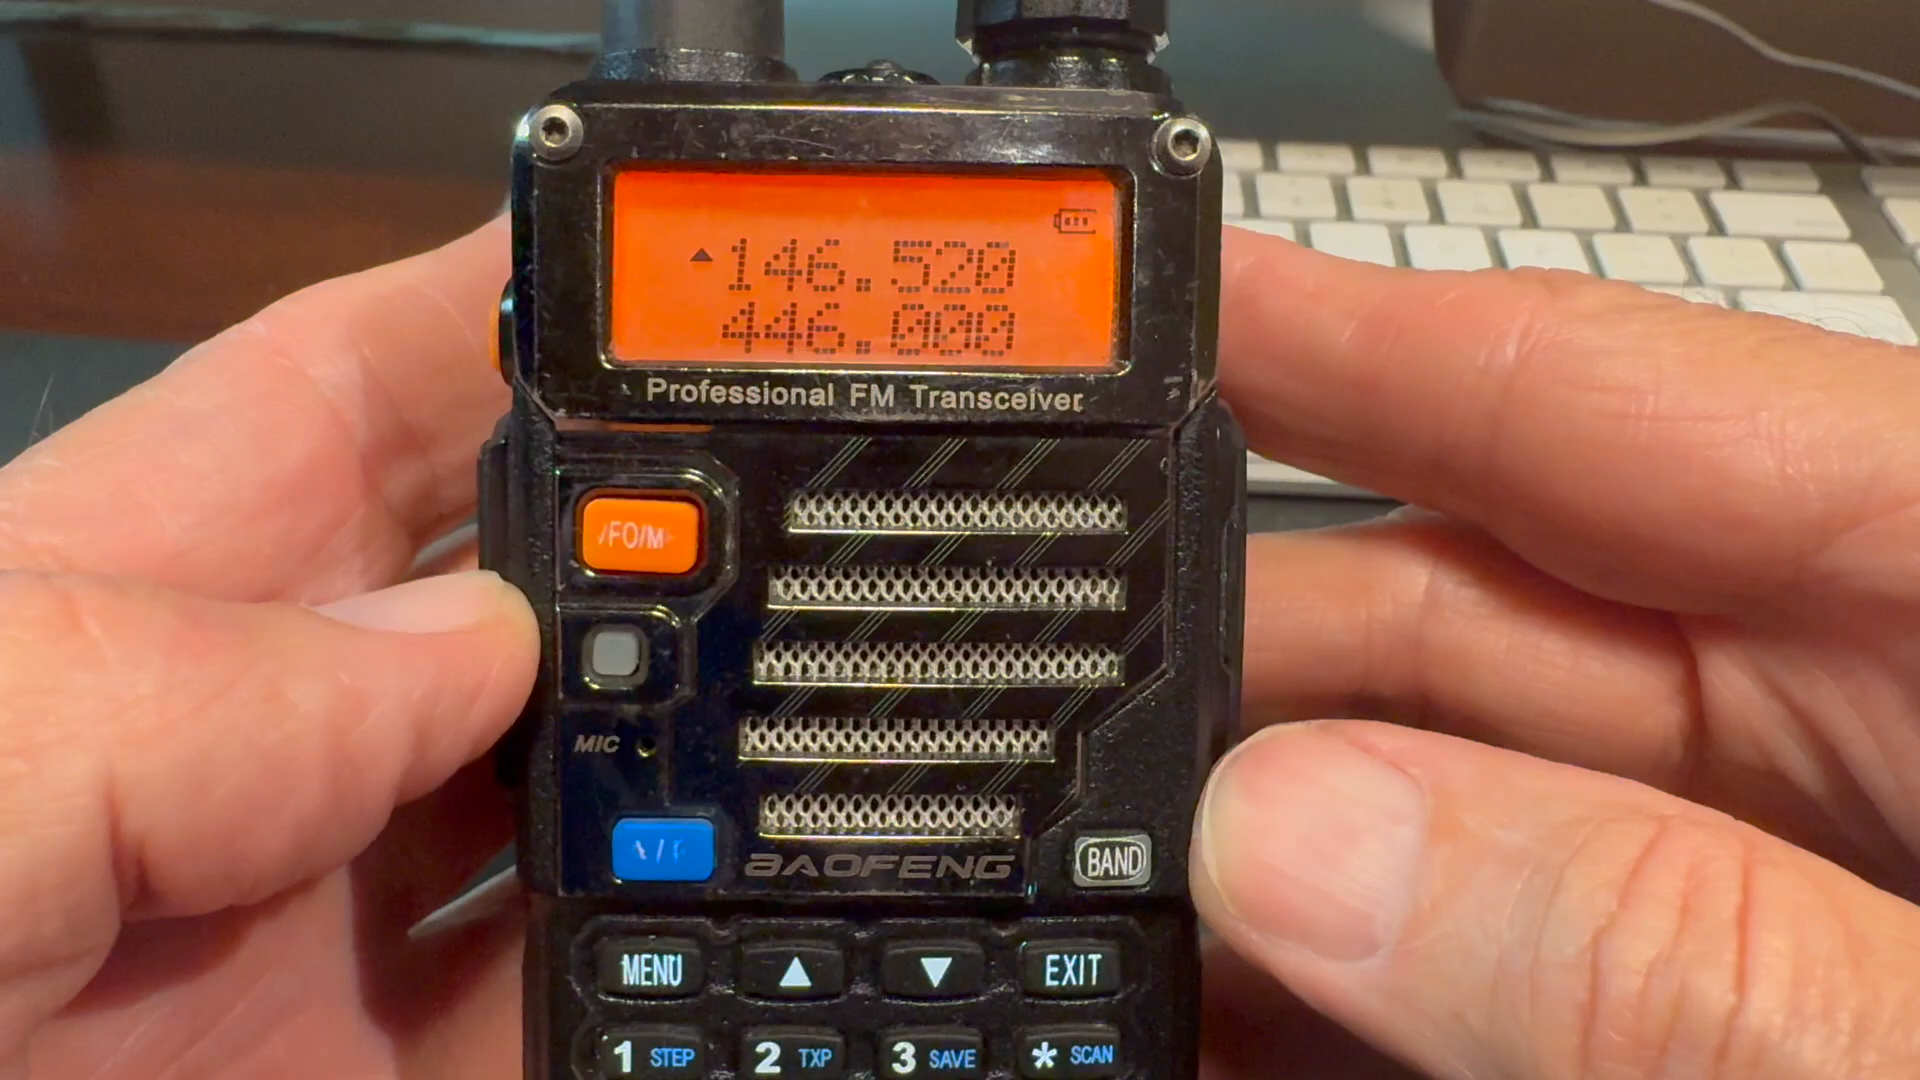 146.520
446.000
Professional FM Transceiver
/FO/M
MIC
BAOFENG
BAND
MENU ▲ ▼ EXIT
1 STEP 2 TXP 3 SAVE * SCAN